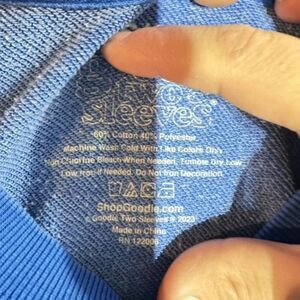 sleeves®
60% Cotton 40% Polyester
Machine Wash Cold With Like Colors Only
Non Chlorine Bleach When Needed. Tumble Dry Low
Low Iron If Needed. Do Not Iron Decoration.
ShopGoodie.com
© Goodie Two Sleeves ® 2023
Made in China
RN 122006